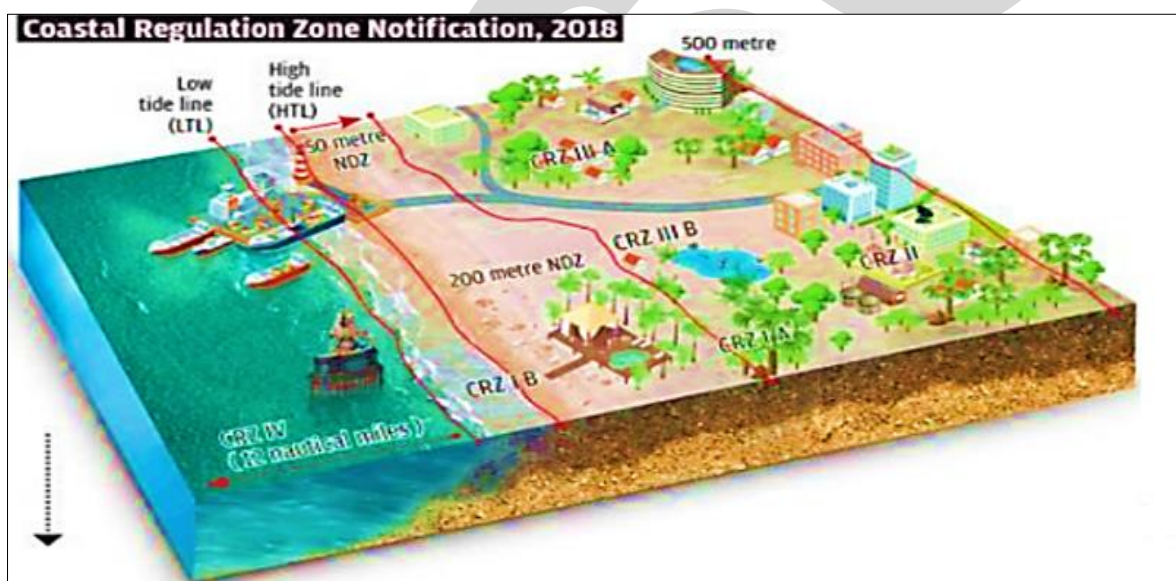 Coastal Regulation Zone Notification, 2018
500 metre
Low
tide line
(LTL)
High
tide line
(HTL)
50 metre
NDZ
CRZ III A
CRZ III B
200 metre NDZ
CRZ II
CRZ I A
CRZ I B
CRZ IV
( 12 nautical miles )